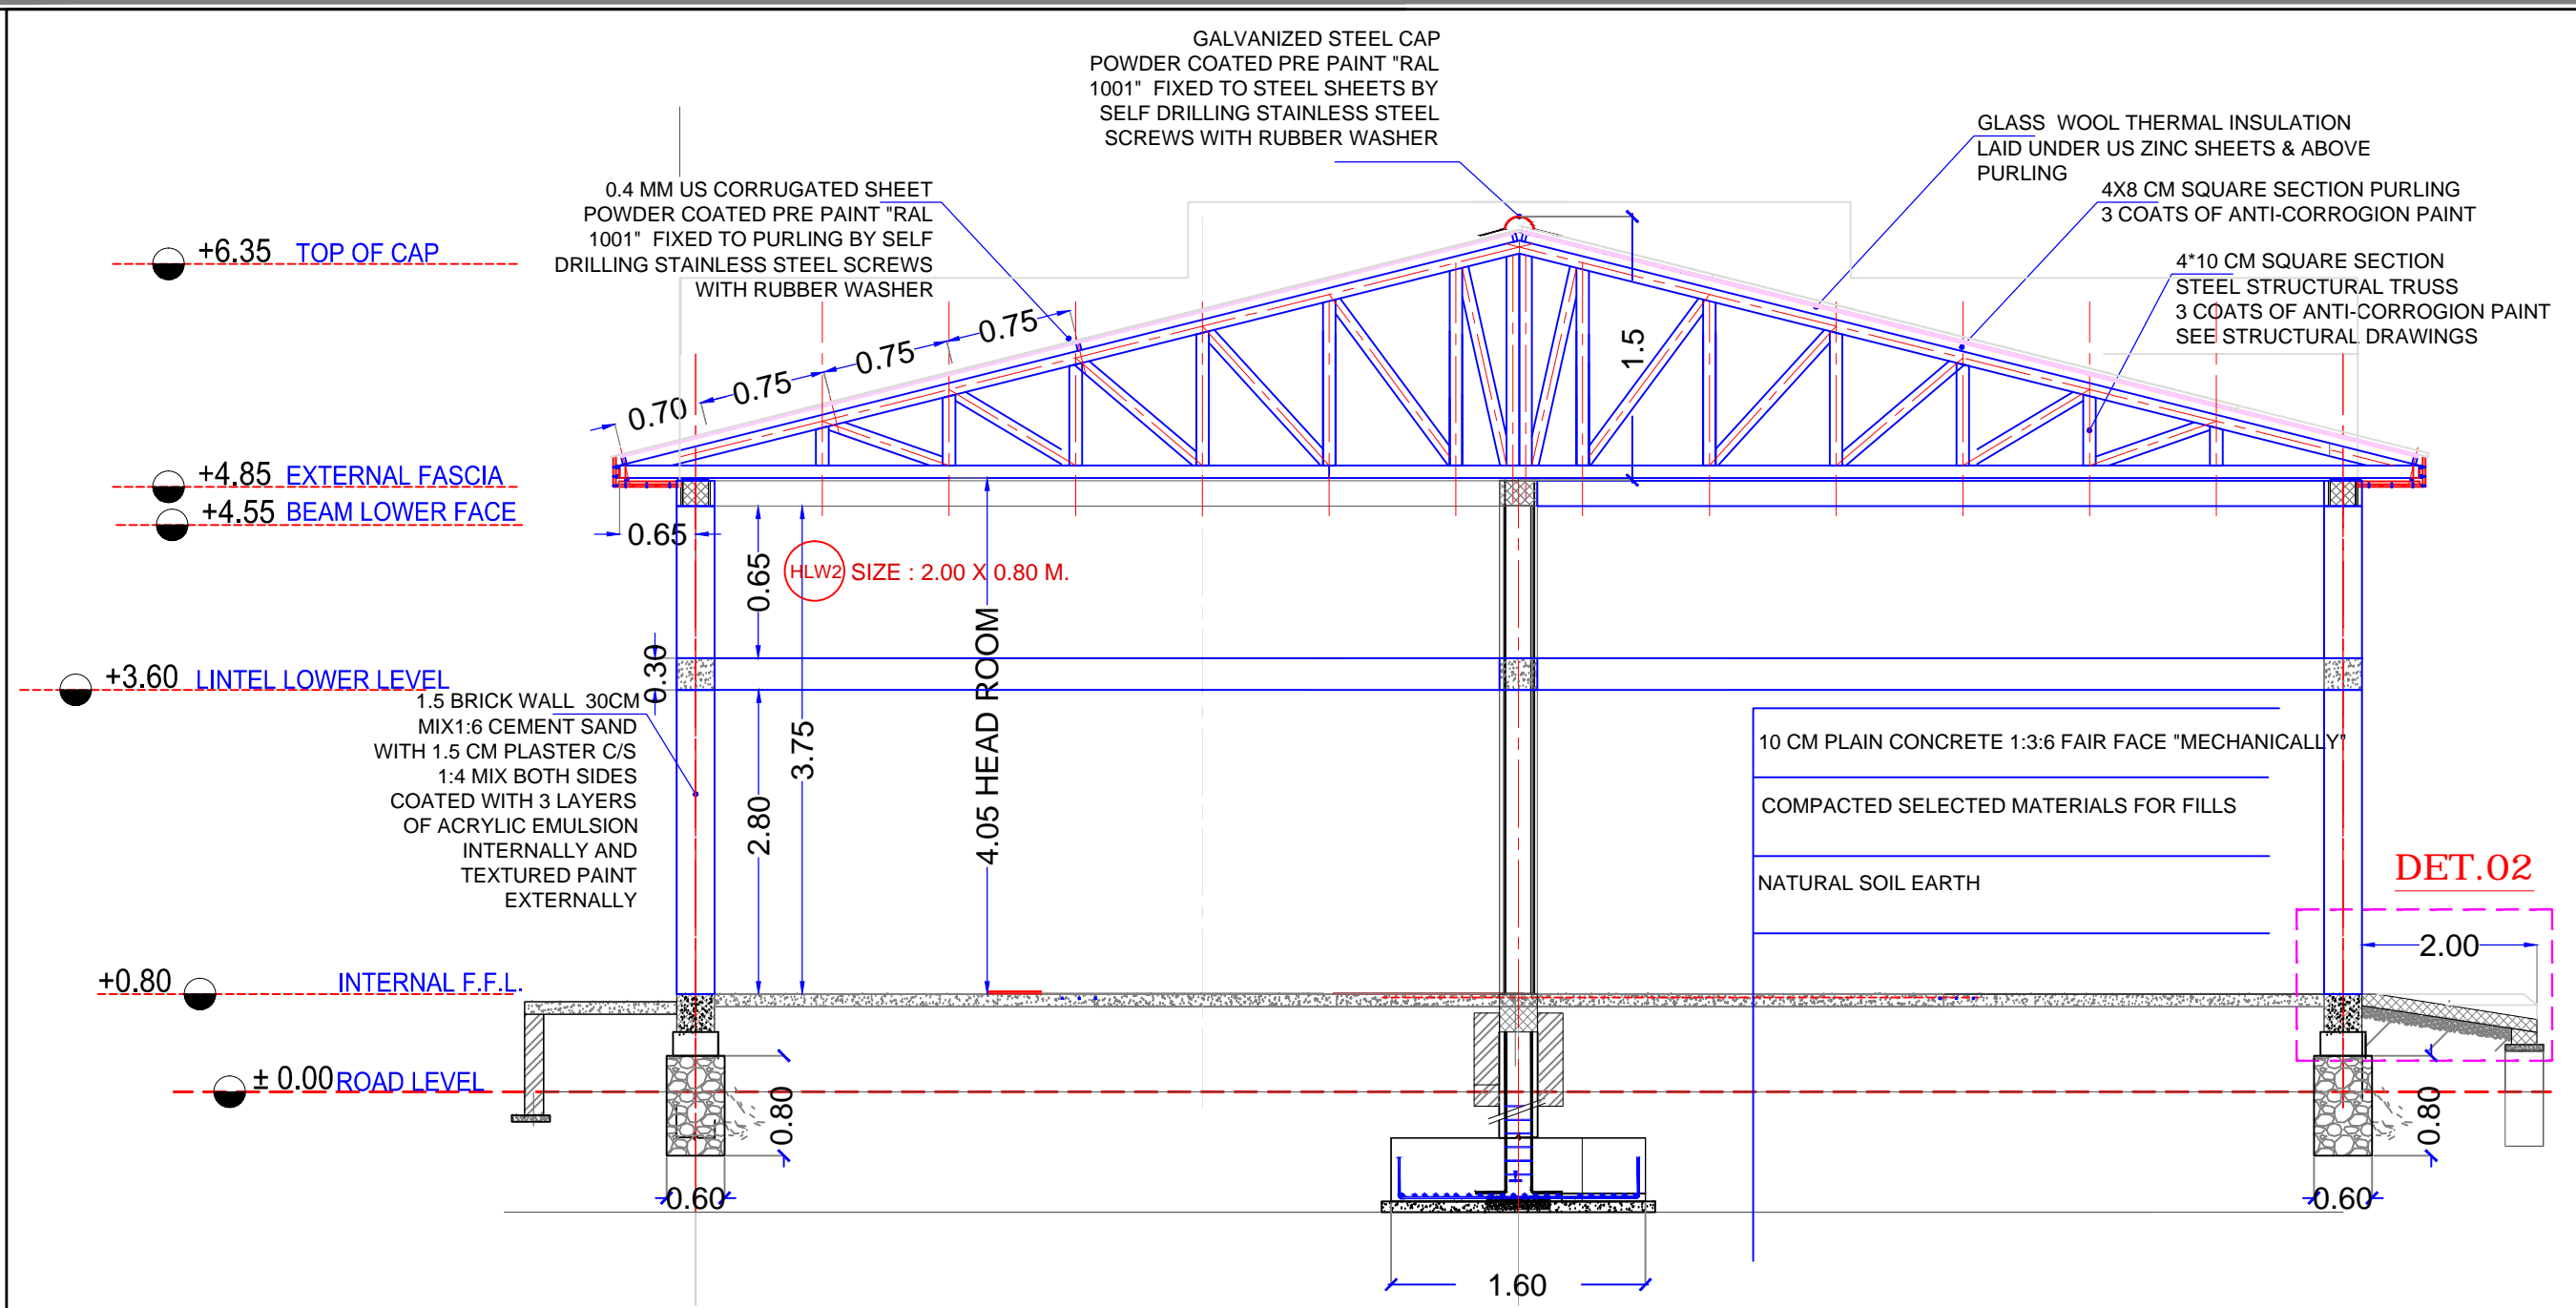 GALVANIZED STEEL CAP
POWDER COATED PRE PAINT "RAL
1001" FIXED TO STEEL SHEETS BY
SELF DRILLING STAINLESS STEEL
SCREWS WITH RUBBER WASHER
GLASS WOOL THERMAL INSULATION
LAID UNDER US ZINC SHEETS & ABOVE
PURLING
4X8 CM SQUARE SECTION PURLING
3 COATS OF ANTI-CORROGION PAINT
4*10 CM SQUARE SECTION
STEEL STRUCTURAL TRUSS
3 COATS OF ANTI-CORROGION PAINT
SEE STRUCTURAL DRAWINGS
0.4 MM US CORRUGATED SHEET
POWDER COATED PRE PAINT "RAL
1001" FIXED TO PURLING BY SELF
DRILLING STAINLESS STEEL SCREWS
WITH RUBBER WASHER
+6.35 TOP OF CAP
0.75
0.75
0.75
0.70
1.5
+4.85 EXTERNAL FASCIA
+4.55 BEAM LOWER FACE
0.65
0.65
HLW2 SIZE : 2.00 X 0.80 M.
0.30
+3.60 LINTEL LOWER LEVEL
1.5 BRICK WALL 30CM
MIX1:6 CEMENT SAND
WITH 1.5 CM PLASTER C/S
1:4 MIX BOTH SIDES
COATED WITH 3 LAYERS
OF ACRYLIC EMULSION
INTERNALLY AND
TEXTURED PAINT
EXTERNALLY
2.80
3.75
4.05 HEAD ROOM
10 CM PLAIN CONCRETE 1:3:6 FAIR FACE "MECHANICALLY"
COMPACTED SELECTED MATERIALS FOR FILLS
NATURAL SOIL EARTH
DET.02
2.00
+0.80 INTERNAL F.F.L.
± 0.00 ROAD LEVEL
0.80
0.80
0.60
0.60
1.60